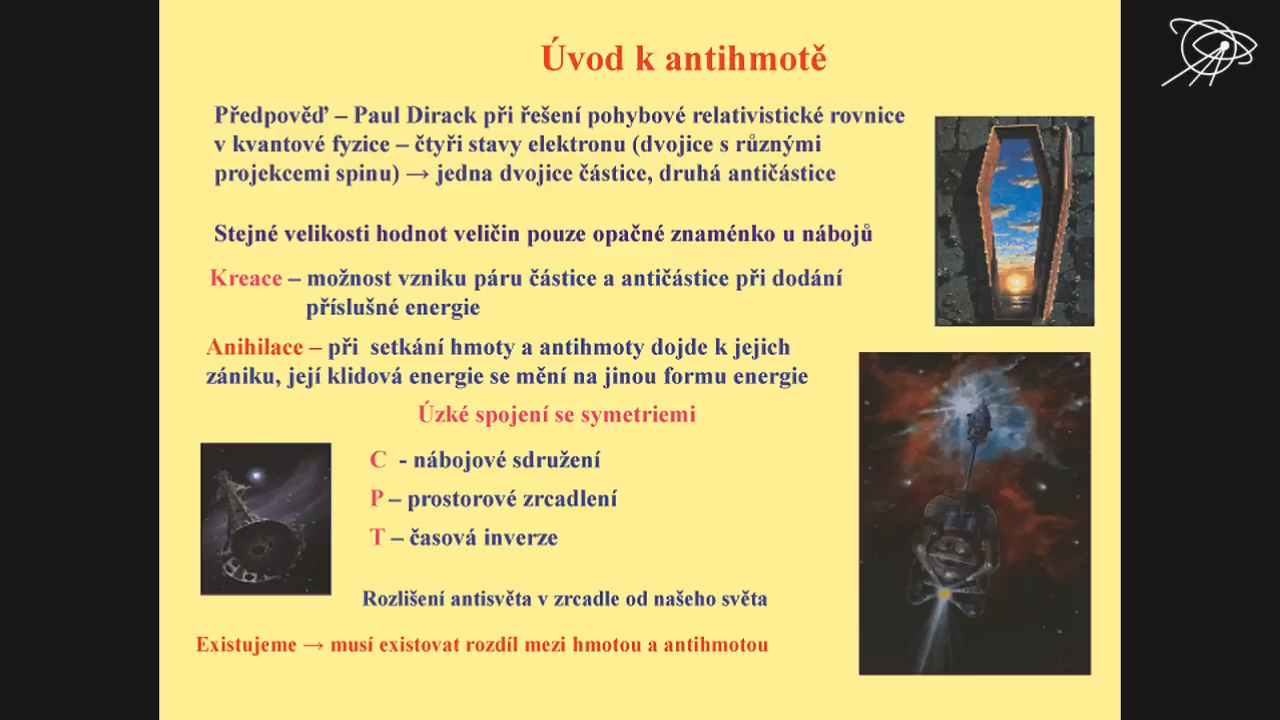 Úvod k antihmotě
Předpověď – Paul Dirack při řešení pohybové relativistické rovnice
v kvantové fyzice – čtyři stavy elektronu (dvojice s různými
projekcemi spinu) → jedna dvojice částice, druhá antičástice
Stejné velikosti hodnot veličin pouze opačné znaménko u nábojů
Kreace – možnost vzniku páru částice a antičástice při dodání
příslušné energie
Anihilace – při setkání hmoty a antihmoty dojde k jejich
zániku, její klidová energie se mění na jinou formu energie
Úzké spojení se symetriemi
C - nábojové sdružení
P – prostorové zrcadlení
T – časová inverze
Rozlišení antisvěta v zrcadle od našeho světa
Existujeme → musí existovat rozdíl mezi hmotou a antihmotou